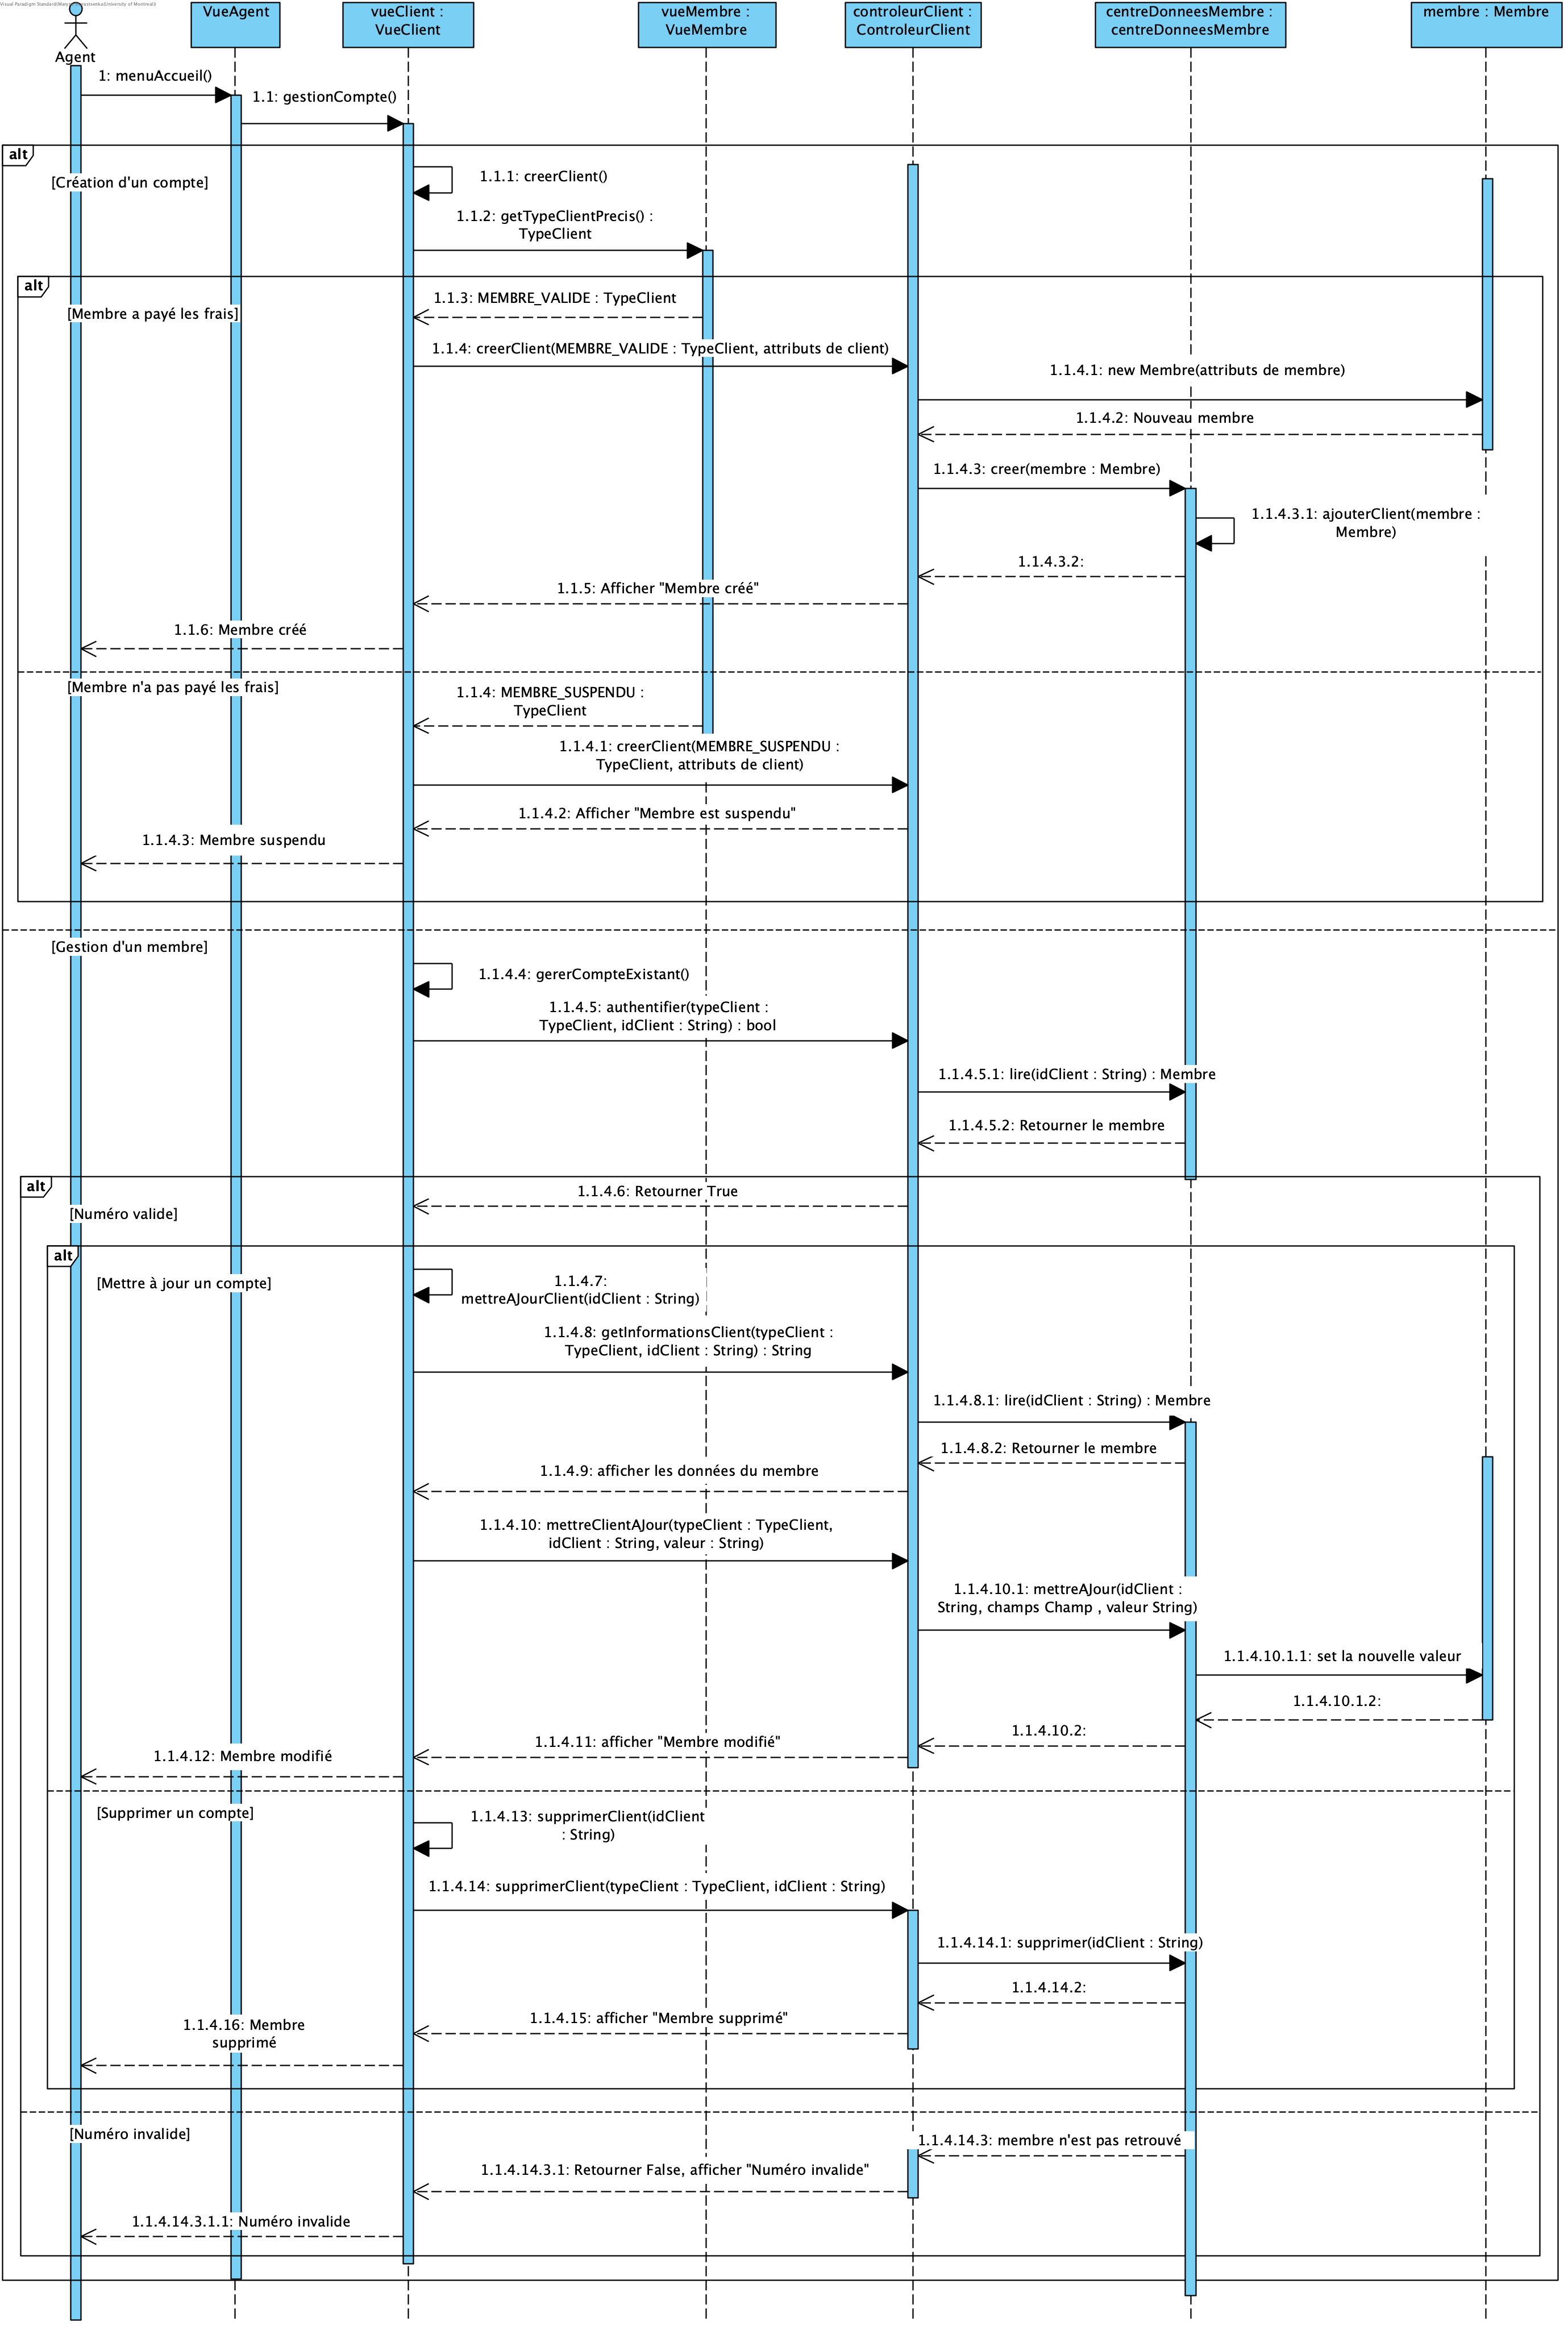 vueClient :
vueMembre :
controleurClient :
centreDonneesMembre :
VueAgent
membre : Membre
VueClient
VueMembre
ControleurClient
centreDonneesMembre
Agent
1: menuAccueil()
1.1: gestionCompte()
alt
[Création d'un compte]
1.1.1: creerClient()
1.1.2: getTypeClientPrecis() :
TypeClient
alt
[Membre a payé les frais]
1.1.3: MEMBRE_VALIDE : TypeClient
1.1.4: creerClient(MEMBRE_VALIDE : TypeClient, attributs de client)
1.1.4.1: new Membre(attributs de membre)
1.1.4.2: Nouveau membre
1.1.4.3: creer(membre : Membre)
1.1.4.3.1: ajouterClient(membre :
Membre)
1.1.4.3.2:
1.1.5: Afficher "Membre créé"
1.1.6: Membre créé
[Membre n'a pas payé les frais]
1.1.4: MEMBRE_SUSPENDU :
TypeClient
1.1.4.1: creerClient(MEMBRE_SUSPENDU :
TypeClient, attributs de client)
1.1.4.2: Afficher "Membre est suspendu"
1.1.4.3: Membre suspendu
[Gestion d'un membre]
1.1.4.4: gererCompteExistant()
1.1.4.5: authentifier(typeClient :
TypeClient, idClient : String) : bool
1.1.4.5.1: lire(idClient : String) : Membre
1.1.4.5.2: Retourner le membre
alt
1.1.4.6: Retourner True
[Numéro valide]
alt
[Mettre à jour un compte]
1.1.4.7:
mettreAJourClient(idClient : String)
1.1.4.8: getInformationsClient(typeClient :
TypeClient, idClient : String) : String
1.1.4.8.1: lire(idClient : String) : Membre
1.1.4.8.2: Retourner le membre
1.1.4.9: afficher les données du membre
1.1.4.10: mettreClientAJour(typeClient : TypeClient,
idClient : String, valeur : String)
1.1.4.10.1: mettreAJour(idClient :
String, champs Champ , valeur String)
1.1.4.10.1.1: set la nouvelle valeur
1.1.4.10.1.2:
1.1.4.10.2:
1.1.4.11: afficher "Membre modifié"
1.1.4.12: Membre modifié
[Supprimer un compte]
1.1.4.13: supprimerClient(idClient
: String)
1.1.4.14: supprimerClient(typeClient : TypeClient, idClient : String)
1.1.4.14.1: supprimer(idClient : String)
1.1.4.14.2:
1.1.4.15: afficher "Membre supprimé"
1.1.4.16: Membre
supprimé
[Numéro invalide]
1.1.4.14.3: membre n'est pas retrouvé
1.1.4.14.3.1: Retourner False, afficher "Numéro invalide"
1.1.4.14.3.1.1: Numéro invalide